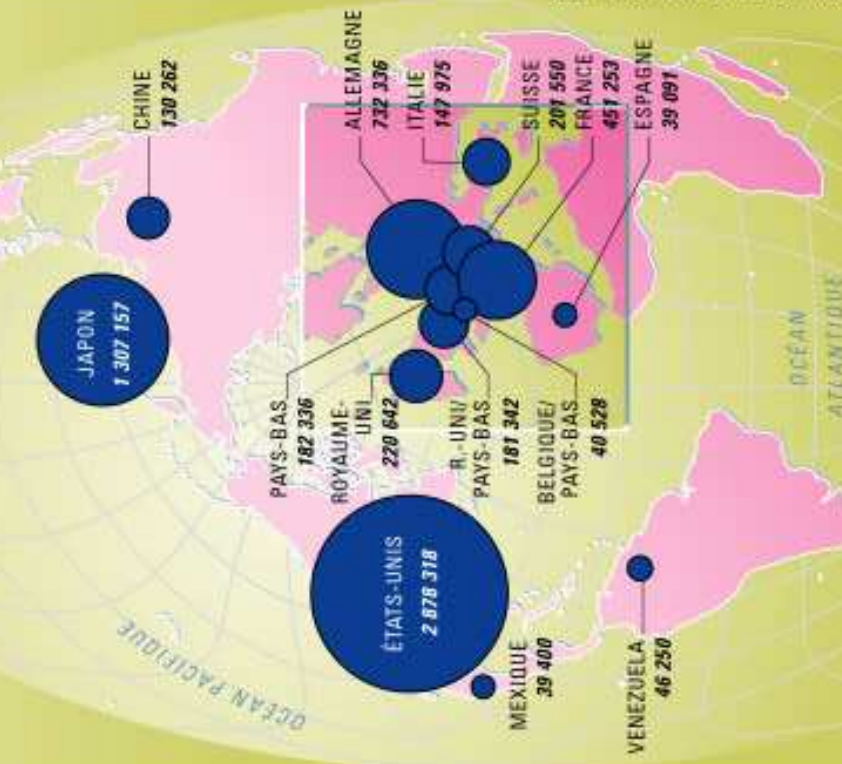 CHINE
130 262
JAPON
1 307 157
ALLEMAGNE
732 336
ITALIE
147 975
SUISSE
201 550
FRANCE
451 253
ESPAGNE
39 091
PAYS-BAS
182 336
ROYAUME-
UNI
220 642
R.-UNI/
PAYS-BAS
181 342
BELGIQUE/
PAYS-BAS
40 528
ÉTATS-UNIS
2 878 318
MEXIQUE
39 400
VENEZUELA
46 250
OCÉAN PACIFIQUE
OCÉAN
ATLANTIQUE